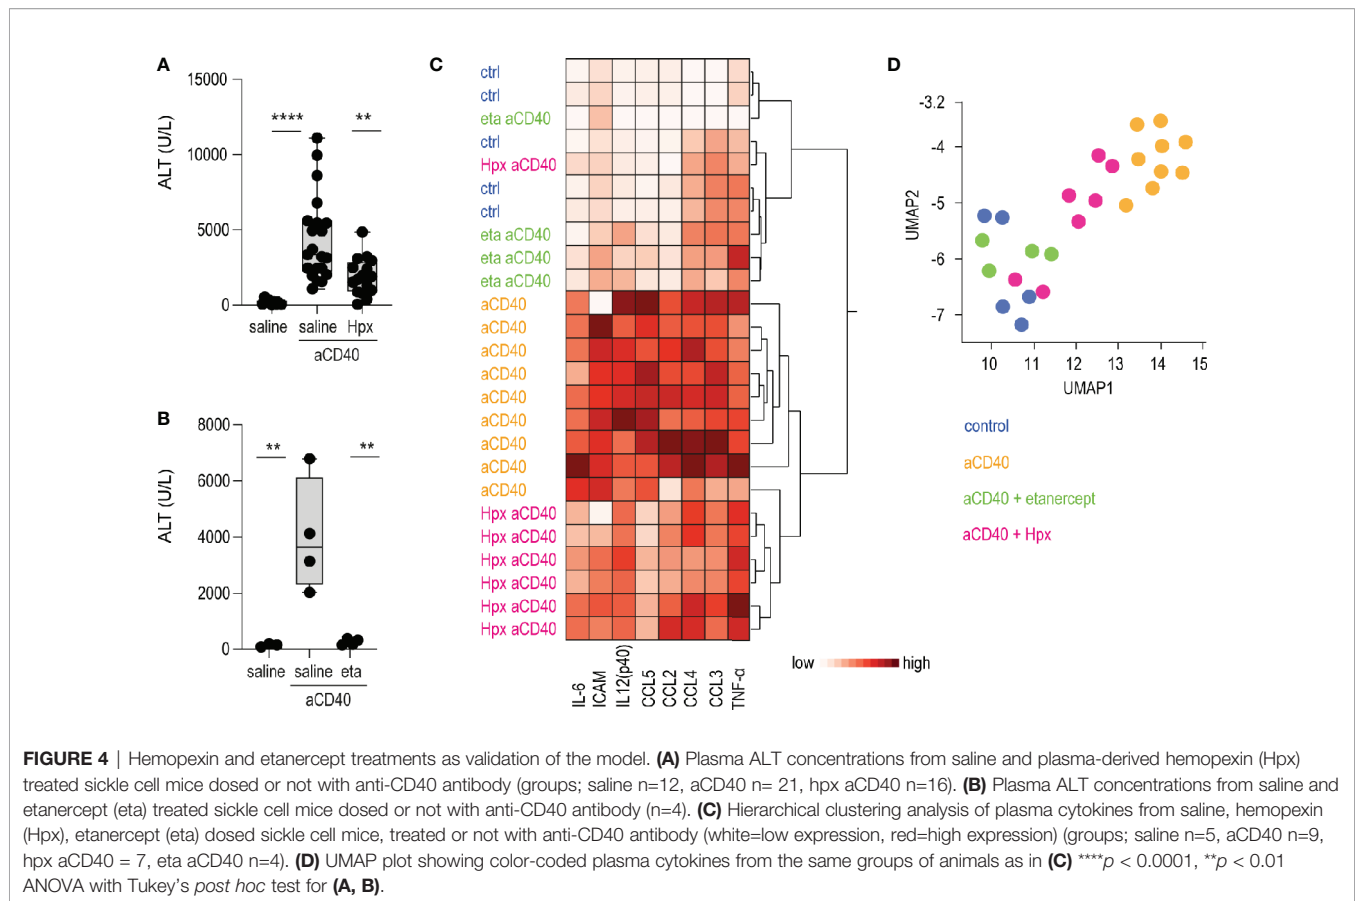 A
ALT (U/L)
15000
10000
5000
0
****
**
saline
saline
Hpx
aCD40
B
ALT (U/L)
8000
6000
4000
2000
0
**
**
saline
saline
eta
aCD40
C
ctrl
ctrl
eta aCD40
ctrl
Hpx aCD40
ctrl
ctrl
eta aCD40
eta aCD40
eta aCD40
aCD40
aCD40
aCD40
aCD40
aCD40
aCD40
aCD40
aCD40
aCD40
Hpx aCD40
Hpx aCD40
Hpx aCD40
Hpx aCD40
Hpx aCD40
Hpx aCD40
IL-6
ICAM
IL12(p40)
CCL5
CCL2
CCL4
CCL3
TNF-α
low
high
D
UMAP2
-3.2
-4
-5
-6
-7
10 11 12 13 14 15
UMAP1
control
aCD40
aCD40 + etanercept
aCD40 + Hpx
FIGURE 4 | Hemopexin and etanercept treatments as validation of the model. (A) Plasma ALT concentrations from saline and plasma-derived hemopexin (Hpx)
treated sickle cell mice dosed or not with anti-CD40 antibody (groups; saline n=12, aCD40 n= 21, hpx aCD40 n=16). (B) Plasma ALT concentrations from saline and
etanercept (eta) treated sickle cell mice dosed or not with anti-CD40 antibody (n=4). (C) Hierarchical clustering analysis of plasma cytokines from saline, hemopexin
(Hpx), etanercept (eta) dosed sickle cell mice, treated or not with anti-CD40 antibody (white=low expression, red=high expression) (groups; saline n=5, aCD40 n=9,
hpx aCD40 = 7, eta aCD40 n=4). (D) UMAP plot showing color-coded plasma cytokines from the same groups of animals as in (C) ****p < 0.0001, **p < 0.01
ANOVA with Tukey's post hoc test for (A, B).